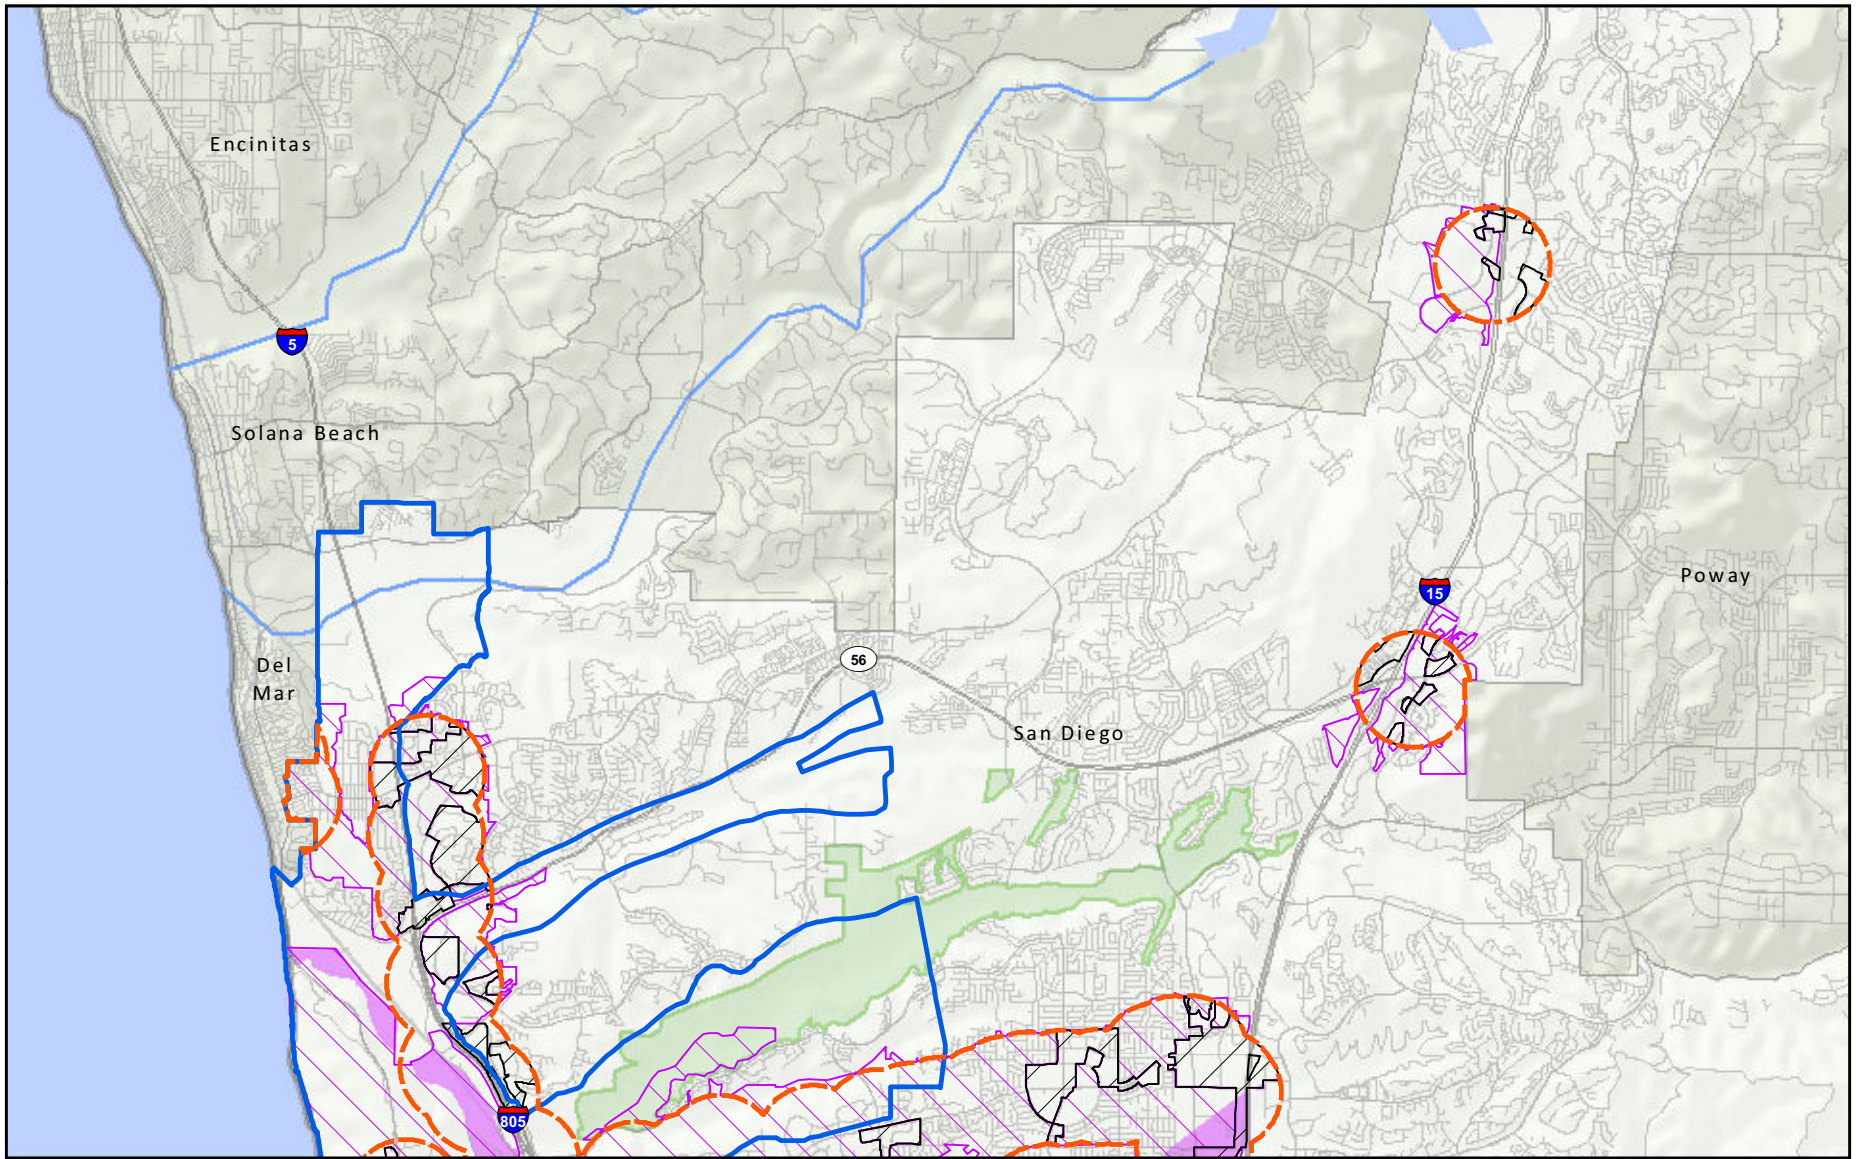 Encinitas
5
Solana Beach
Poway
15
Del
Mar
56
San Diego
805